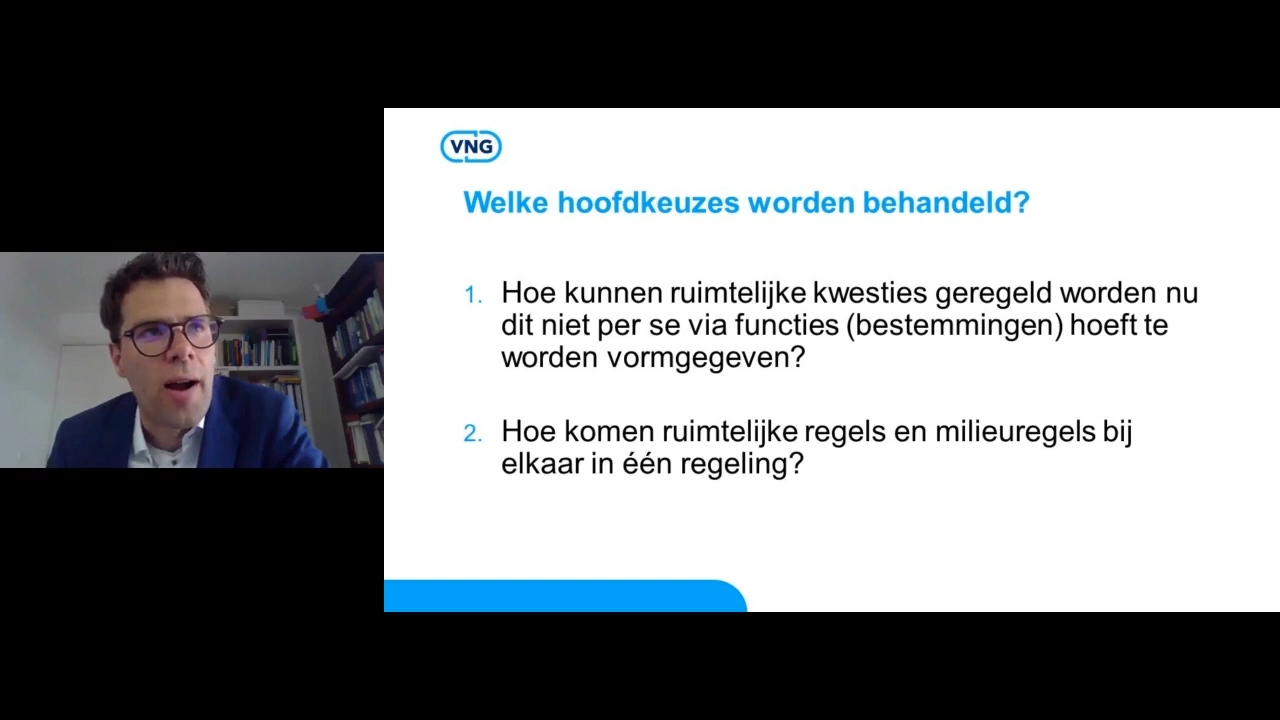 VNG
Welke hoofdkeuzes worden behandeld?
1. Hoe kunnen ruimtelijke kwesties geregeld worden nu
dit niet per se via functies (bestemmingen) hoeft te
worden vormgegeven?
2. Hoe komen ruimtelijke regels en milieuregels bij
elkaar in één regeling?